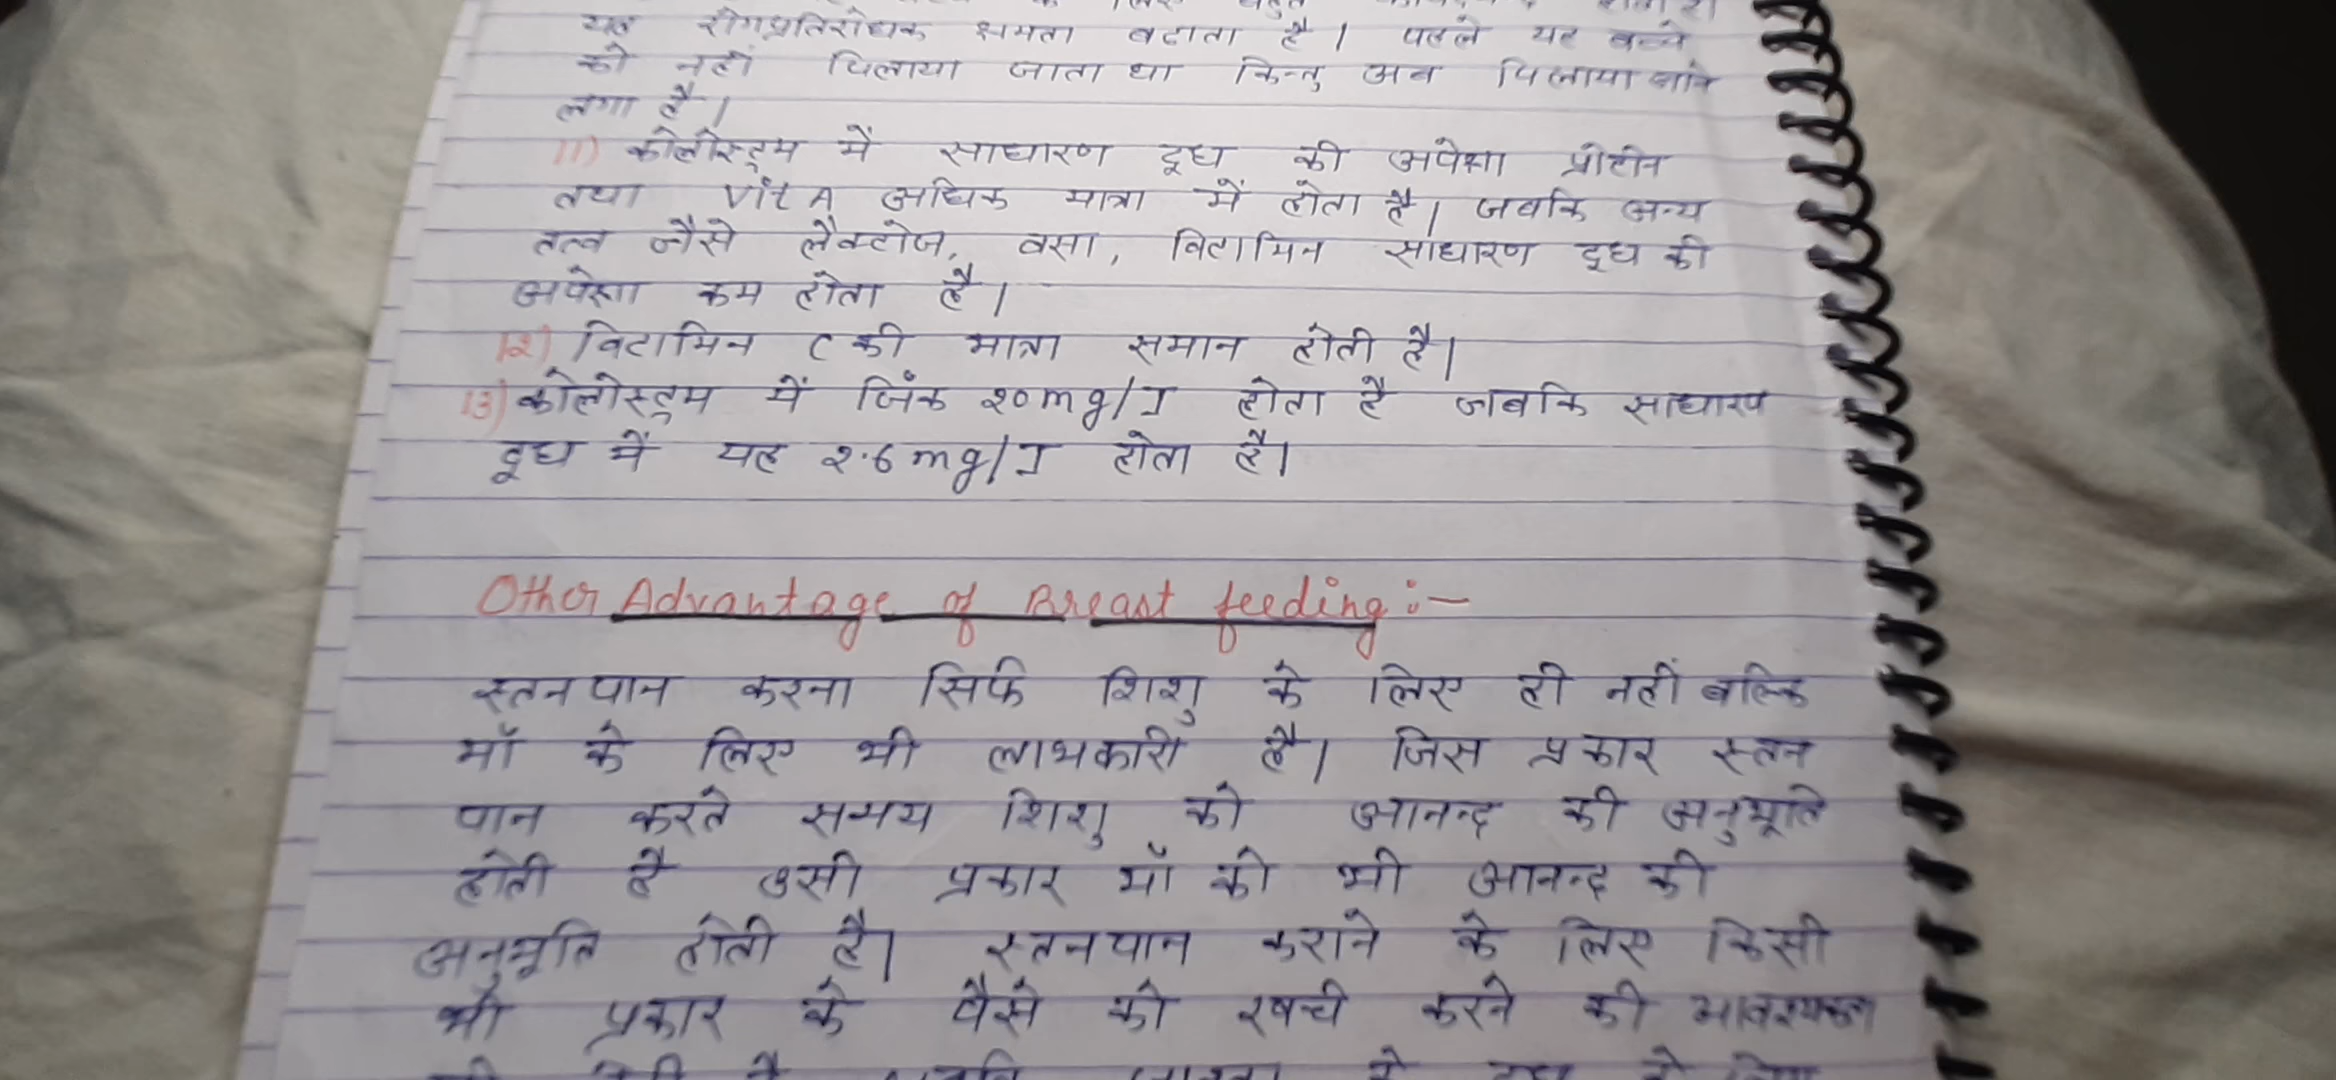 के लिए बहुत
यह रोगप्रतिरोधक क्षमता बढाता है। पहले यह बच्चे
को नहीं पिलाया जाता था किन्तु अब पिलाया जाने
लगा है।
11) कोलोस्ट्रम में साधारण दूध की अपेक्षा प्रोटीन
तथा Vit A अधिक मात्रा में होता है। जबकि अन्य
तत्व जैसे लैक्टोज, वसा, विटामिन साधारण दूध की
अपेक्षा कम होता है।
12) विटामिन C की मात्रा समान होती है।
13) कोलोस्ट्रम में जिंक 20mg/I होता है जबकि साधारण
दूध में यह 2.6mg/I होता है।
Other Advantage of Breast feeding :-
स्तनपान करना सिर्फ शिशु के लिए ही नहीं बल्कि
माँ के लिए भी लाभकारी है। जिस प्रकार स्तन
पान करते समय शिशु को आनन्द की अनुभूति
होती है उसी प्रकार माँ को भी आनन्द की
अनुभूति होती है। स्तनपान कराने के लिए किसी
भी प्रकार के पैसे को खर्च करने की आवश्यकता